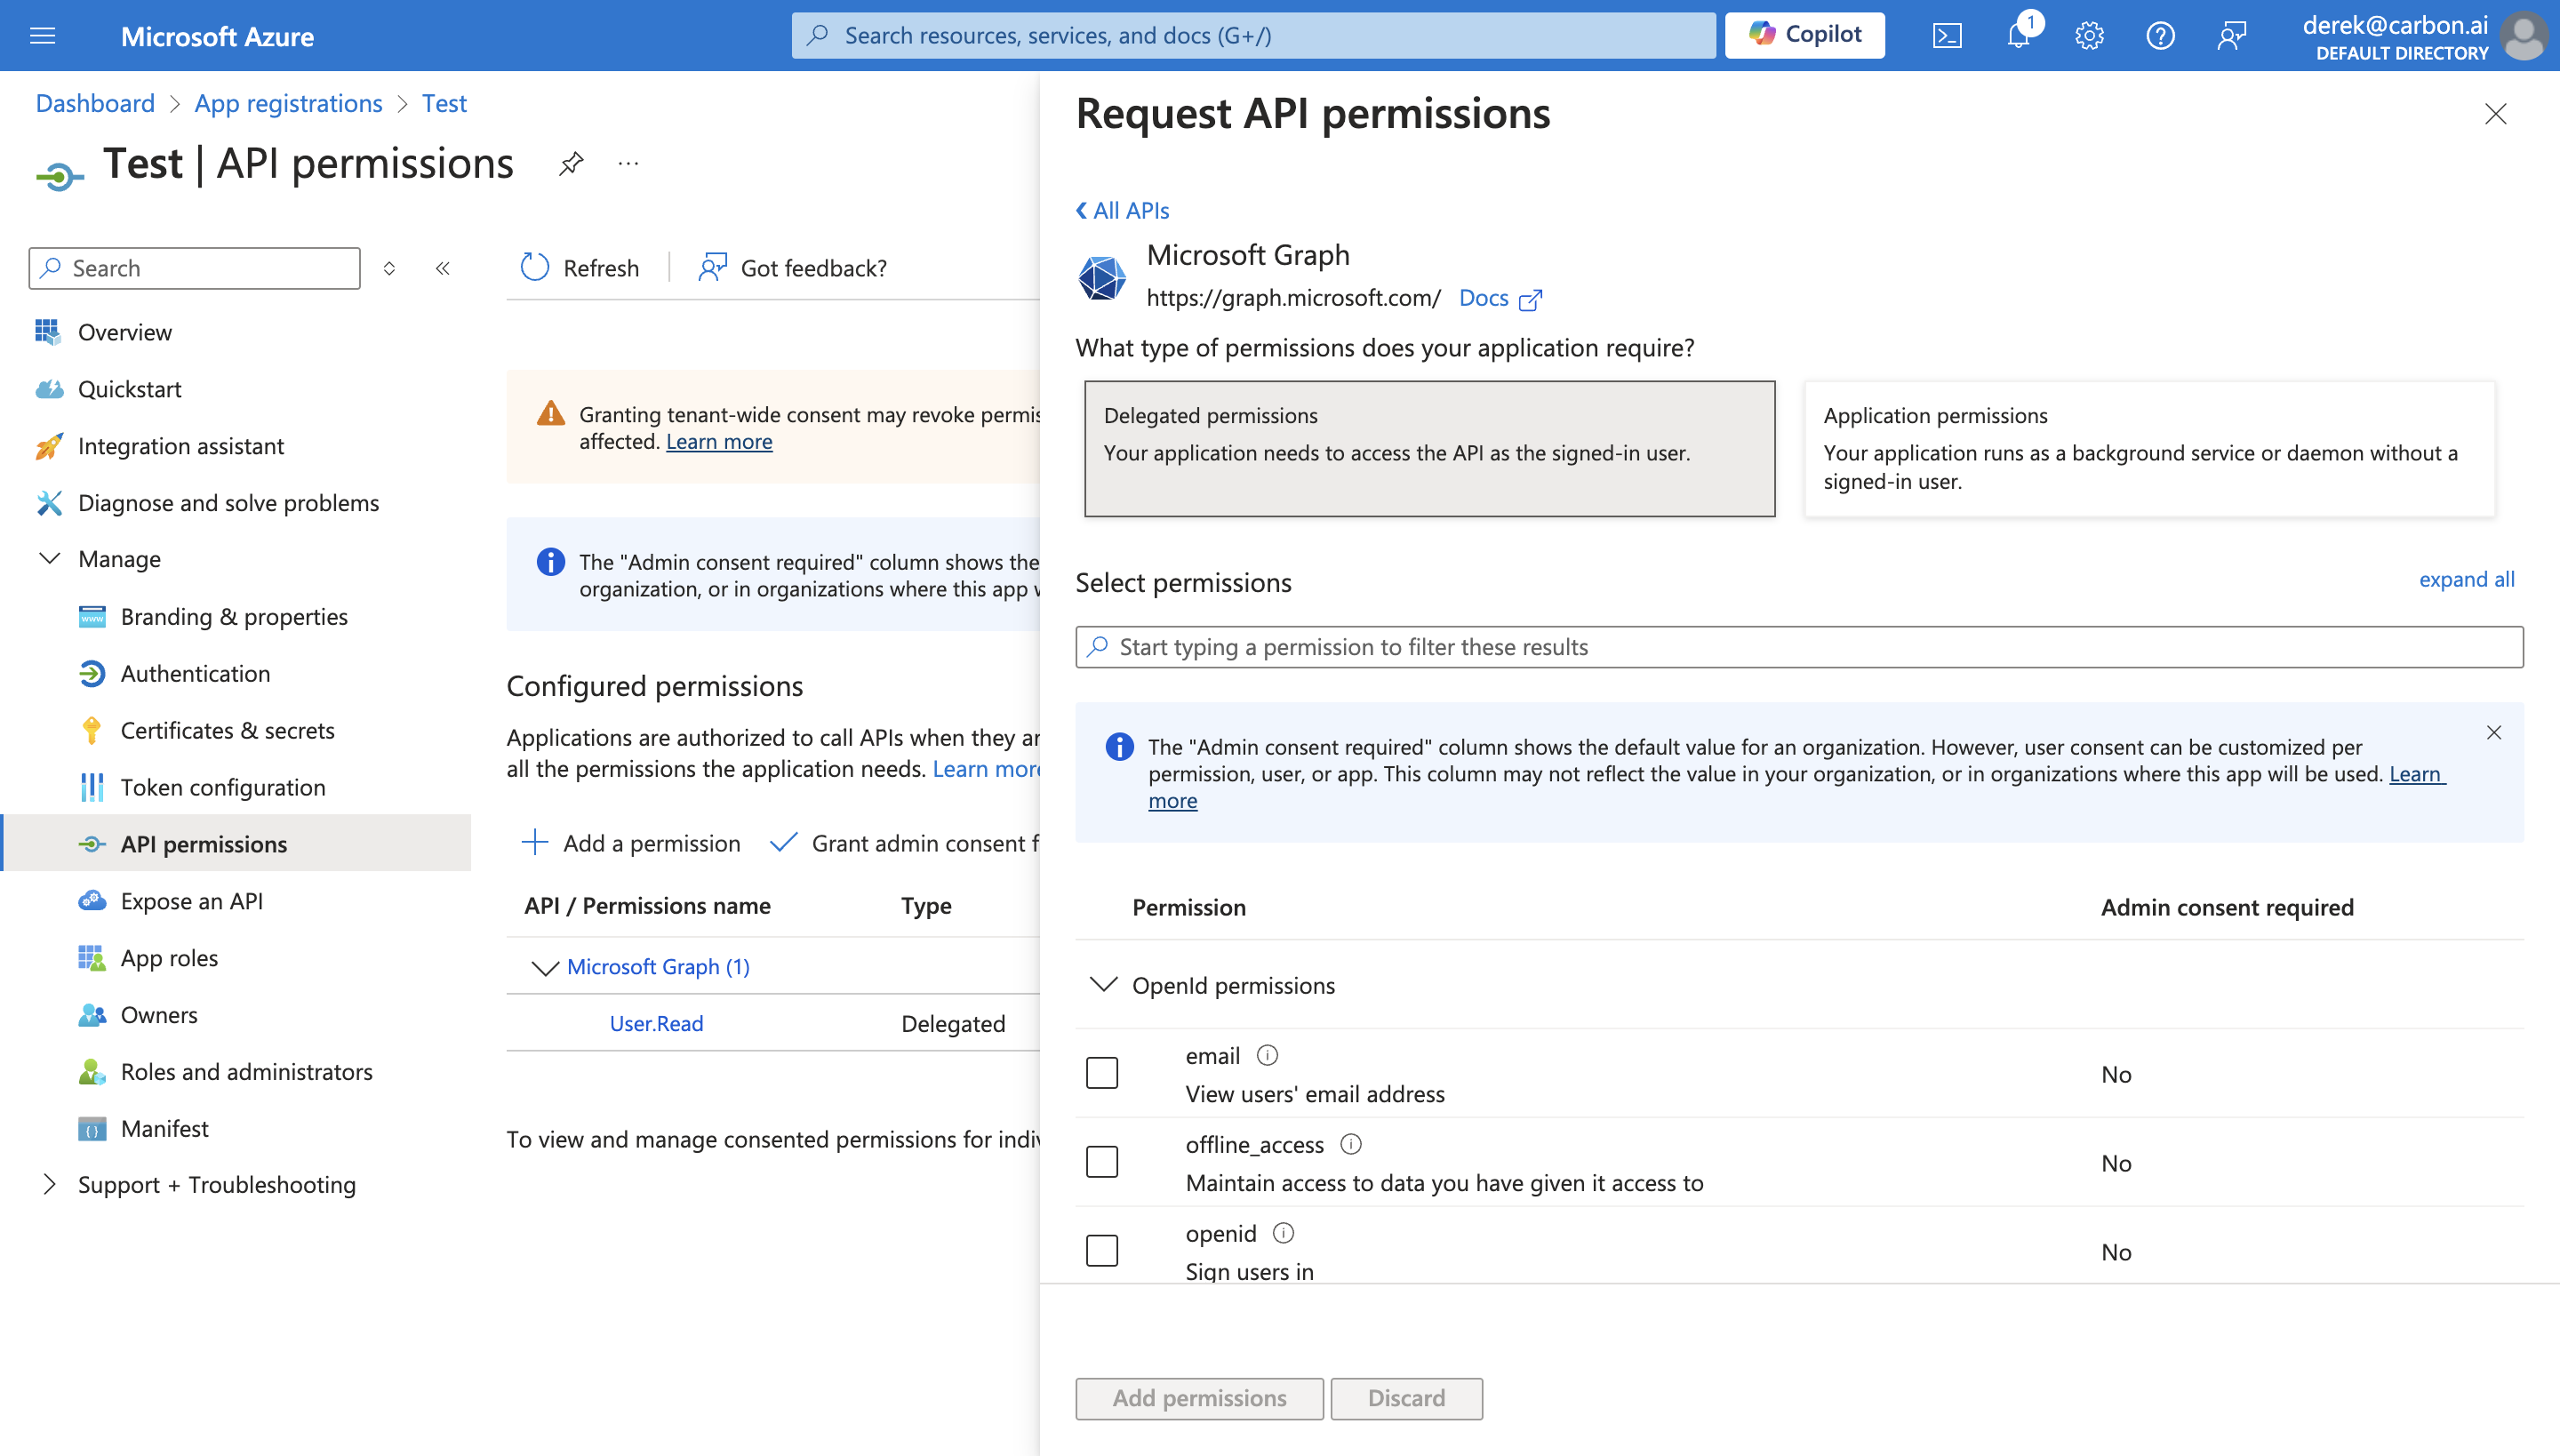 Microsoft Azure
Search resources, services, and docs (G+/)
Copilot
1
derek@carbon.ai
DEFAULT DIRECTORY
Dashboard > App registrations > Test
Test | API permissions
Search
Overview
Quickstart
Integration assistant
Diagnose and solve problems
Manage
Branding & properties
Authentication
Certificates & secrets
Token configuration
API permissions
Expose an API
App roles
Owners
Roles and administrators
Manifest
Support + Troubleshooting
Refresh
Got feedback?
Granting tenant-wide consent may revoke permis
affected. Learn more
The "Admin consent required" column shows the
organization, or in organizations where this app
Configured permissions
Applications are authorized to call APIs when they ar
all the permissions the application needs. Learn more
Add a permission
Grant admin consent f
API / Permissions name
Type
Microsoft Graph (1)
User.Read
Delegated
To view and manage consented permissions for indiv
Request API permissions
All APIs
Microsoft Graph
https://graph.microsoft.com/ Docs
What type of permissions does your application require?
Delegated permissions
Your application needs to access the API as the signed-in user.
Application permissions
Your application runs as a background service or daemon without a
signed-in user.
Select permissions
expand all
Start typing a permission to filter these results
The "Admin consent required" column shows the default value for an organization. However, user consent can be customized per
permission, user, or app. This column may not reflect the value in your organization, or in organizations where this app will be used. Learn
more
Permission
Admin consent required
OpenId permissions
email
View users' email address
No
offline_access
Maintain access to data you have given it access to
No
openid
Sign users in
No
Add permissions
Discard